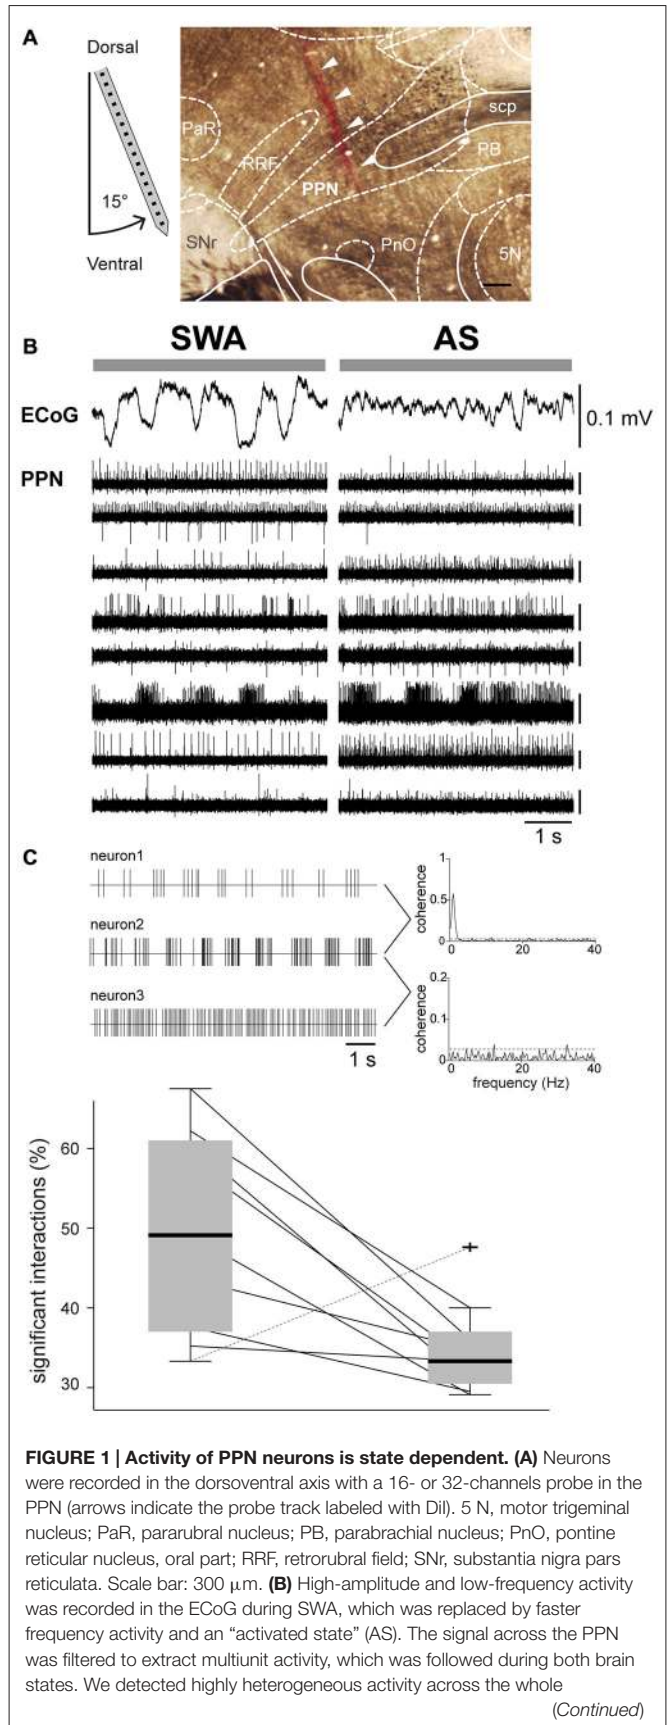 A
Dorsal
15°
Ventral
PaR
RRF
PPN
SNr
PnO
scp
PB
5N
B
SWA
AS
ECoG
0.1 mV
PPN
1 s
C
neuron1
neuron2
neuron3
1 s
coherence
1
0.5
0
0
20
40
coherence
0.2
0.1
0
0
20
40
frequency (Hz)
significant interactions (%)
60
50
40
30
FIGURE 1 | Activity of PPN neurons is state dependent. (A) Neurons
were recorded in the dorsoventral axis with a 16- or 32-channels probe in the
PPN (arrows indicate the probe track labeled with DiI). 5 N, motor trigeminal
nucleus; PaR, pararubral nucleus; PB, parabrachial nucleus; PnO, pontine
reticular nucleus, oral part; RRF, retrorubral field; SNr, substantia nigra pars
reticulata. Scale bar: 300 μm. (B) High-amplitude and low-frequency activity
was recorded in the ECoG during SWA, which was replaced by faster
frequency activity and an “activated state” (AS). The signal across the PPN
was filtered to extract multiunit activity, which was followed during both brain
states. We detected highly heterogeneous activity across the whole
(Continued)